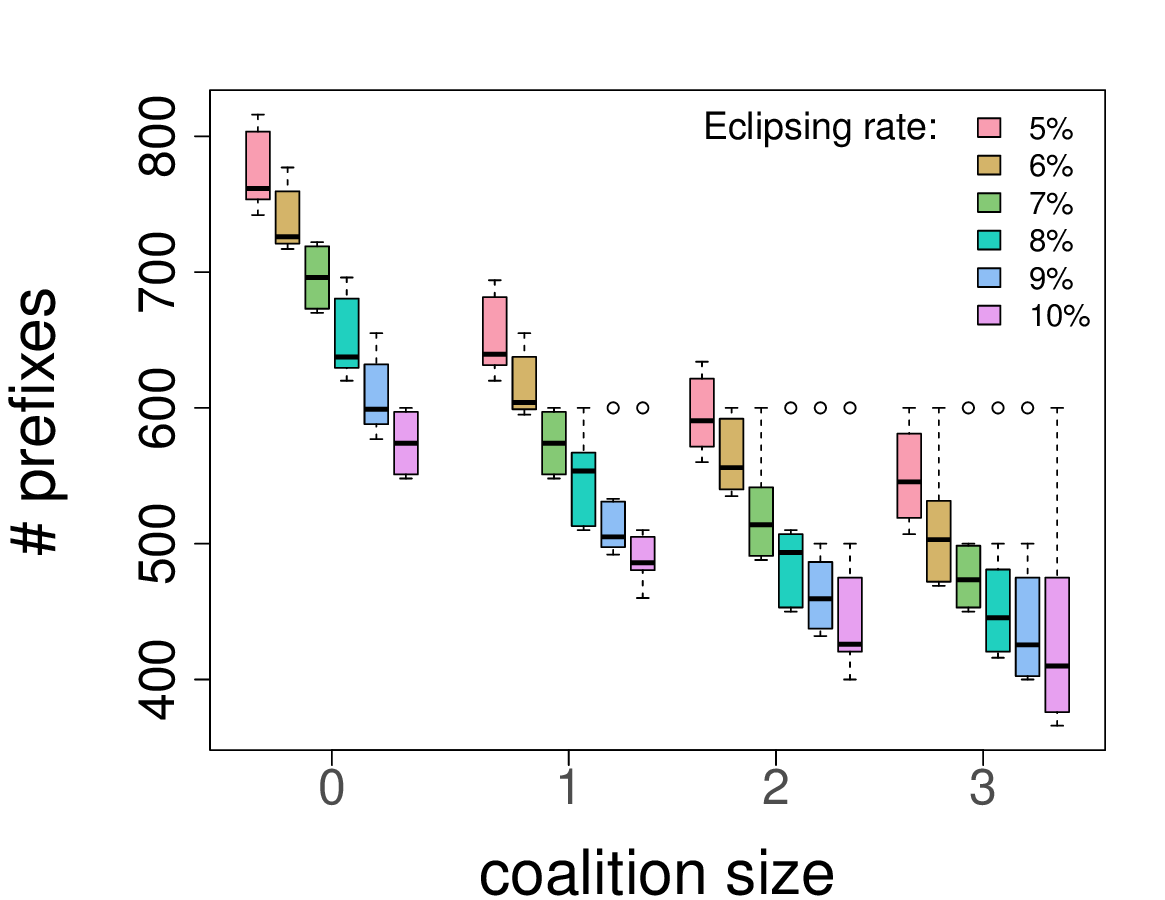 Eclipsing rate:
5%
6%
7%
8%
9%
10%
# prefixes
800
700
600
500
400
0 1 2 3
coalition size